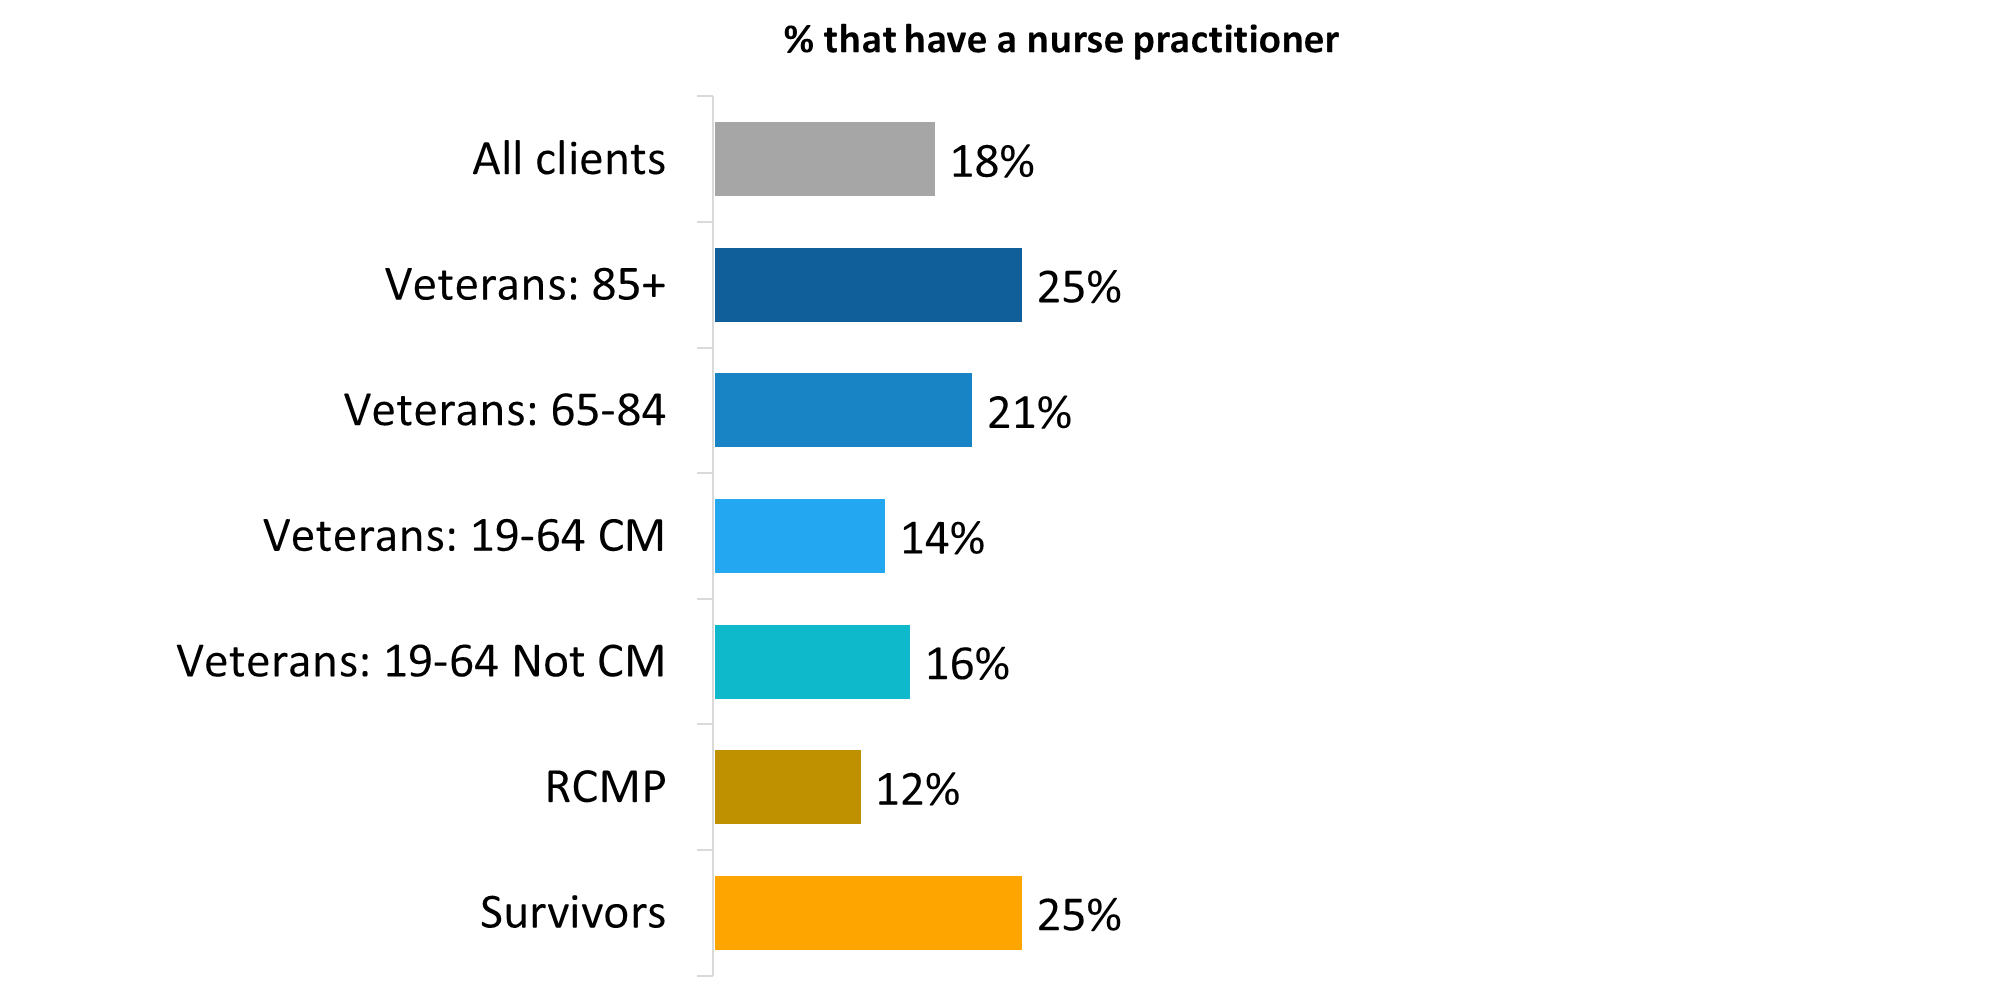 % that have a nurse practitioner
All clients 18%
Veterans: 85+ 25%
Veterans: 65-84 21%
Veterans: 19-64 CM 14%
Veterans: 19-64 Not CM 16%
RCMP 12%
Survivors 25%